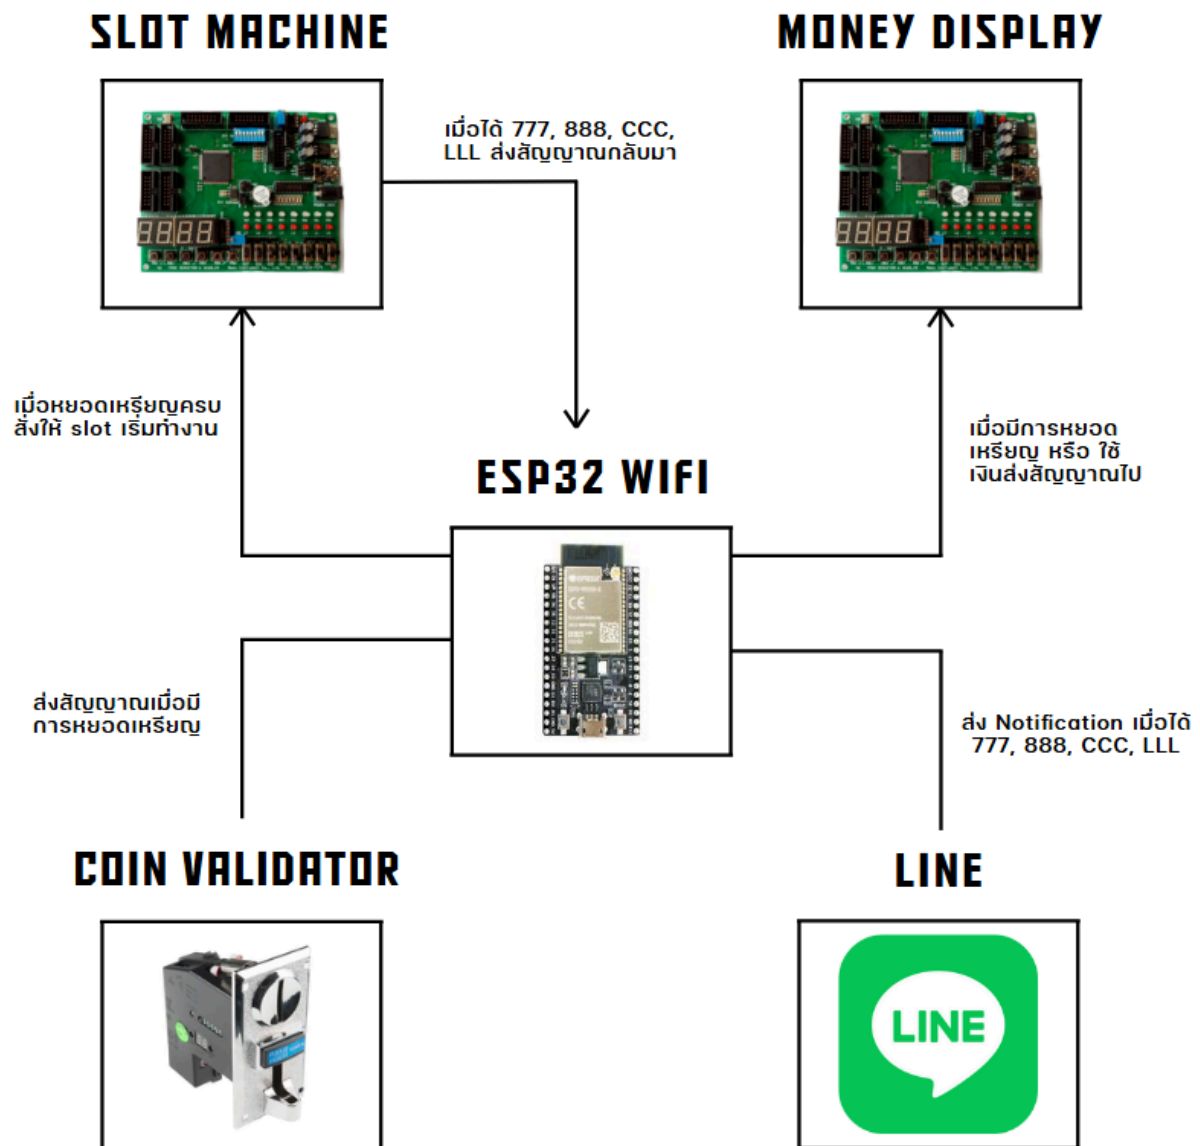 SLOT MACHINE
MONEY DISPLAY
เมื่อได้ 777, 888, CCC,
LLL ส่งสัญญาณกลับมา
เมื่อหยอดเหรียญครบ
สั่งให้ slot เริ่มทำงาน
เมื่อมีการหยอด
เหรียญ หรือ ใช้
เงินส่งสัญญาณไป
ESP32 WIFI
CE
ส่งสัญญาณเมื่อมี
การหยอดเหรียญ
ส่ง Notification เมื่อได้
777, 888, CCC, LLL
COIN VALIDATOR
LINE
LINE